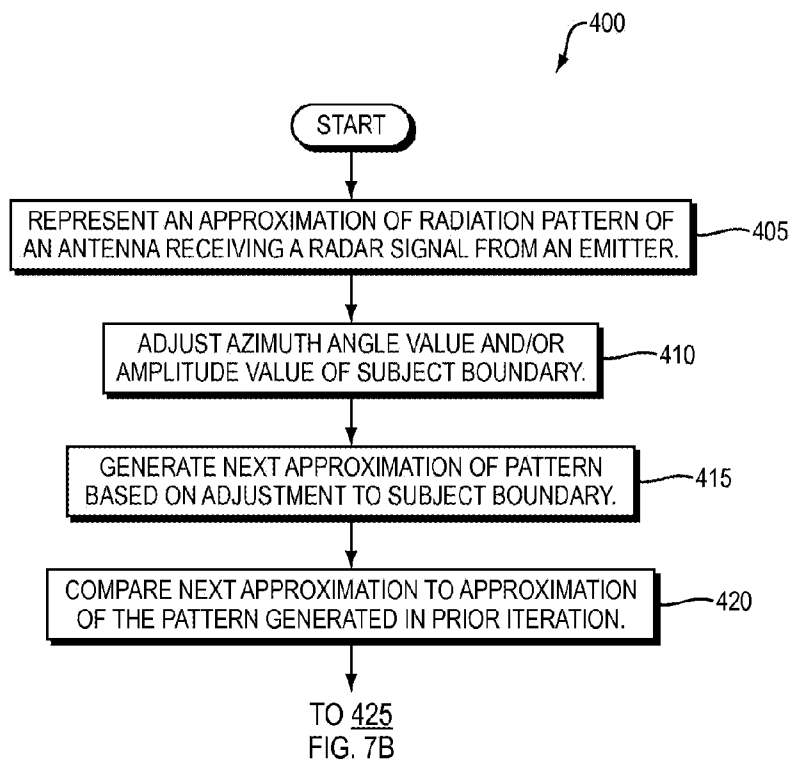 400
START
REPRESENT AN APPROXIMATION OF RADIATION PATTERN OF
AN ANTENNA RECEIVING A RADAR SIGNAL FROM AN EMITTER.
405
ADJUST AZIMUTH ANGLE VALUE AND/OR
AMPLITUDE VALUE OF SUBJECT BOUNDARY.
410
GENERATE NEXT APPROXIMATION OF PATTERN
BASED ON ADJUSTMENT TO SUBJECT BOUNDARY.
415
COMPARE NEXT APPROXIMATION TO APPROXIMATION
OF THE PATTERN GENERATED IN PRIOR ITERATION.
420
TO 425
FIG. 7B